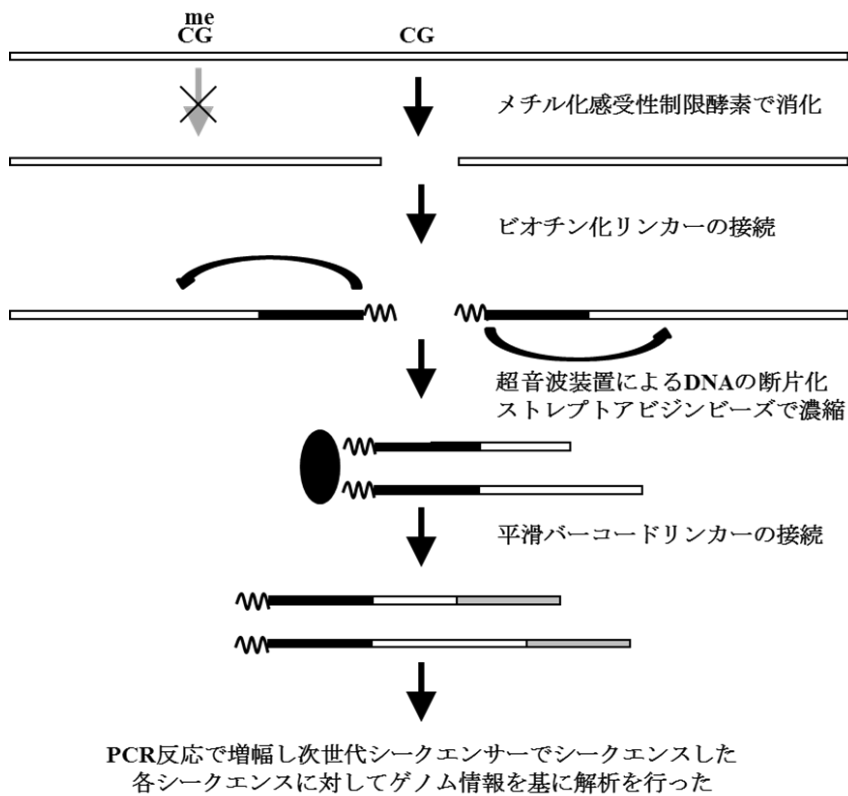 me
CG
CG
メチル化感受性制限酵素で消化
ビオチン化リンカーの接続
超音波装置によるDNAの断片化
ストレプトアビジンビーズで濃縮
平滑バーコードリンカーの接続
PCR反応で増幅し次世代シークエンサーでシークエンスした
各シークエンスに対してゲノム情報を基に解析を行った